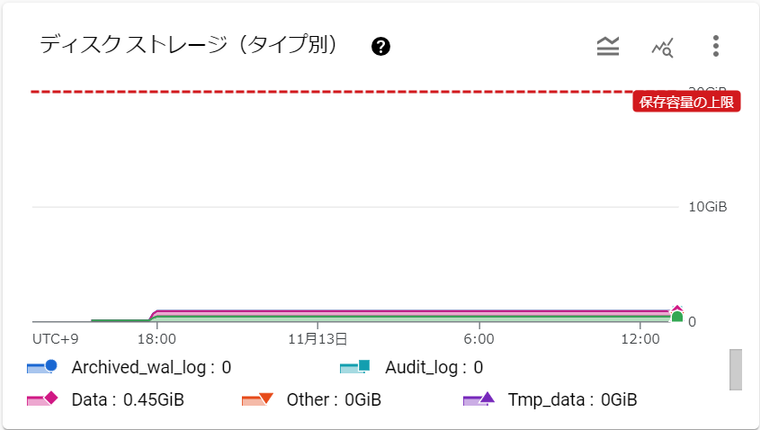 ディスク ストレージ（タイプ別）
20GiB
保存容量の上限
10GiB
0
UTC+9 18:00 11月13日 6:00 12:00
Archived_wal_log : 0 Audit_log : 0
Data : 0.45GiB Other : 0GiB Tmp_data : 0GiB